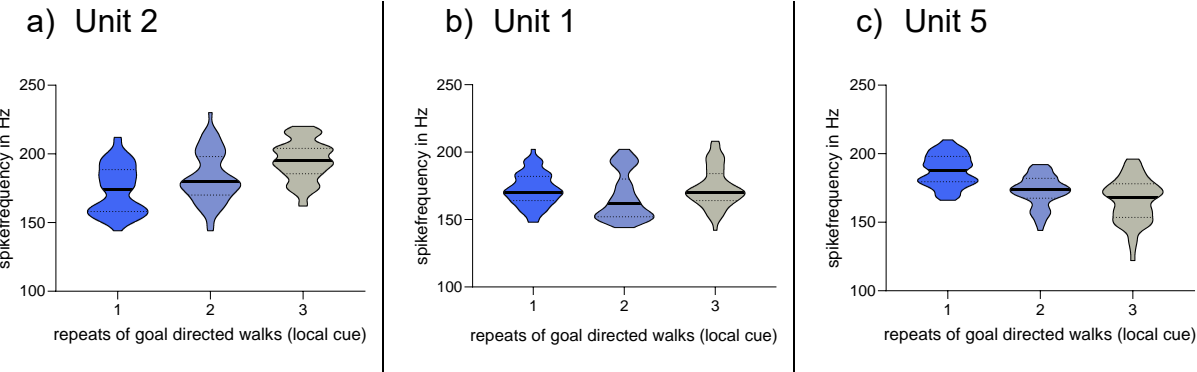 a) Unit 2
spikefrequency in Hz
250
200
150
100
1 2 3
repeats of goal directed walks (local cue)
b) Unit 1
spikefrequency in Hz
250
200
150
100
1 2 3
repeats of goal directed walks (local cue)
c) Unit 5
spikefrequency in Hz
250
200
150
100
1 2 3
repeats of goal directed walks (local cue)